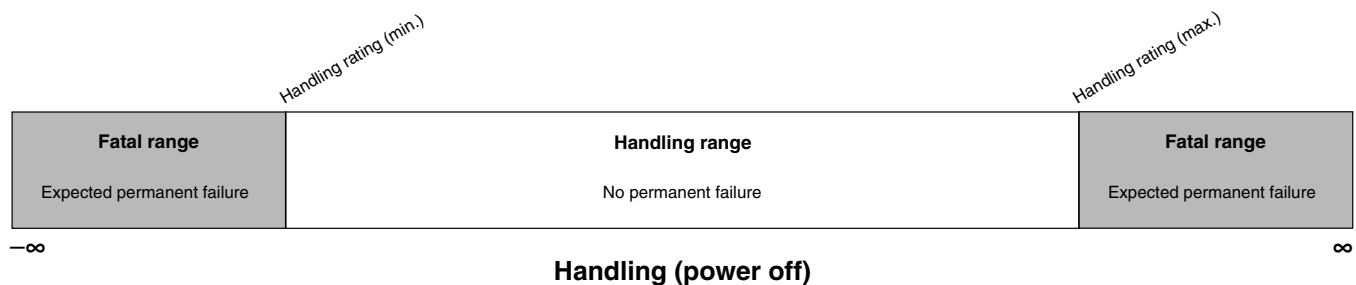 Handling rating (min.)
Handling rating (max.)
Fatal range
Handling range
Fatal range
Expected permanent failure
No permanent failure
Expected permanent failure
–∞
∞
Handling (power off)